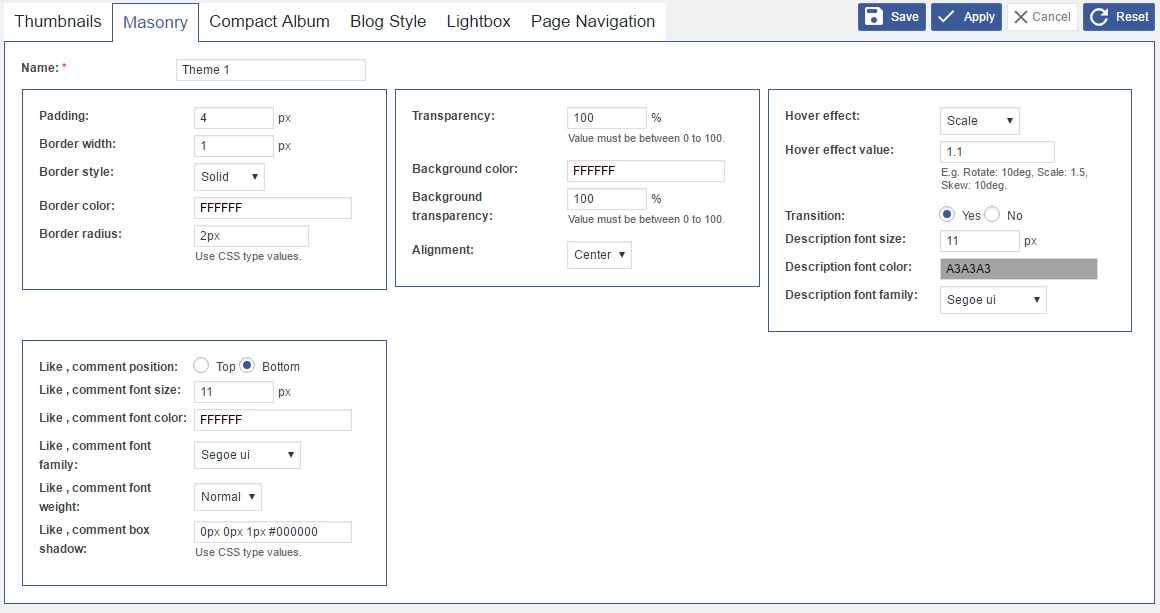 Thumbnails Masonry Compact Album Blog Style Lightbox Page Navigation Save Apply Cancel Reset
Name: * Theme 1
Padding: 4 px
Border width: 1 px
Border style: Solid
Border color: FFFFFF
Border radius: 2px
Use CSS type values.
Transparency: 100 %
Value must be between 0 to 100.
Background color: FFFFFF
Background
transparency: 100 %
Value must be between 0 to 100.
Alignment: Center
Hover effect: Scale
Hover effect value: 1.1
E.g. Rotate: 10deg, Scale: 1.5,
Skew: 10deg.
Transition: Yes No
Description font size: 11 px
Description font color: A3A3A3
Description font family: Segoe ui
Like , comment position: Top Bottom
Like , comment font size: 11 px
Like , comment font color: FFFFFF
Like , comment font
family: Segoe ui
Like , comment font
weight: Normal
Like , comment box
shadow: 0px 0px 1px #000000
Use CSS type values.